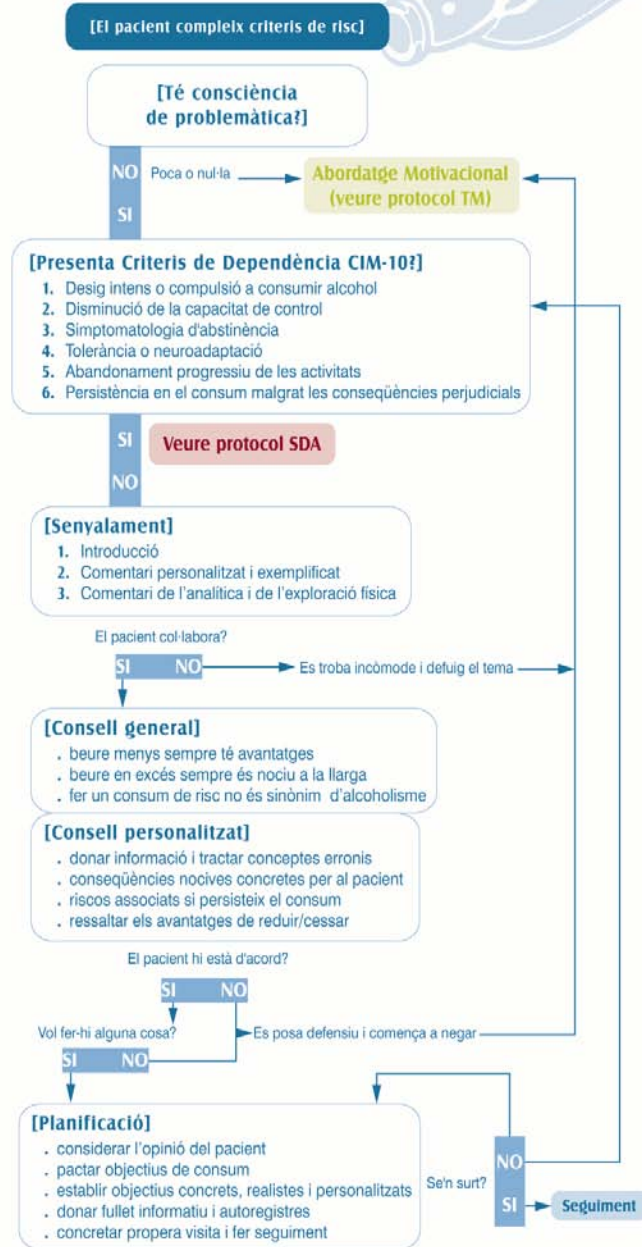 [El pacient compleix criteris de risc]
[Té consciència
de problemàtica?]
NO Poca o nul·la
Abordatge Motivacional
(veure protocol TM)
SI
[Presenta Criteris de Dependència CIM-10?]
1. Desig intens o compulsió a consumir alcohol
2. Disminució de la capacitat de control
3. Simptomatologia d'abstinència
4. Tolerància o neuroadaptació
5. Abandonament progressiu de les activitats
6. Persistència en el consum malgrat les conseqüències perjudicials
SI Veure protocol SDA
NO
[Senyalament]
1. Introducció
2. Comentari personalitzat i exemplificat
3. Comentari de l'analítica i de l'exploració física
El pacient col·labora?
SI NO Es troba incòmode i defuig el tema
[Consell general]
. beure menys sempre té avantatges
. beure en excés sempre és nociu a la llarga
. fer un consum de risc no és sinònim d'alcoholisme
[Consell personalitzat]
. donar informació i tractar conceptes erronis
. conseqüències nocives concretes per al pacient
. riscos associats si persisteix el consum
. ressaltar els avantatges de reduir/cessar
El pacient hi està d'acord?
SI NO
Vol fer-hi alguna cosa? Es posa defensiu i comença a negar
SI NO
[Planificació]
. considerar l'opinió del pacient
. pactar objectius de consum
. establir objectius concrets, realistes i personalitzats
. donar fullet informatiu i autoregistres
. concretar propera visita i fer seguiment
Se'n surt?
NO
SI Seguiment